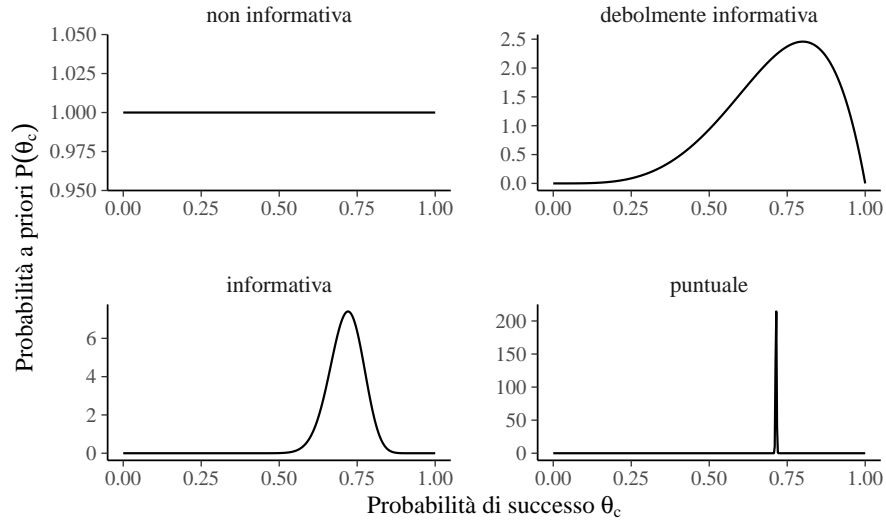 non informativa
debolmente informativa
1.050
1.025
1.000
0.975
0.950
0.00 0.25 0.50 0.75 1.00
2.5
2.0
1.5
1.0
0.5
0.0
0.00 0.25 0.50 0.75 1.00
Probabilità a priori P(θc)
informativa
puntuale
6
4
2
0
0.00 0.25 0.50 0.75 1.00
200
150
100
50
0
0.00 0.25 0.50 0.75 1.00
Probabilità di successo θc